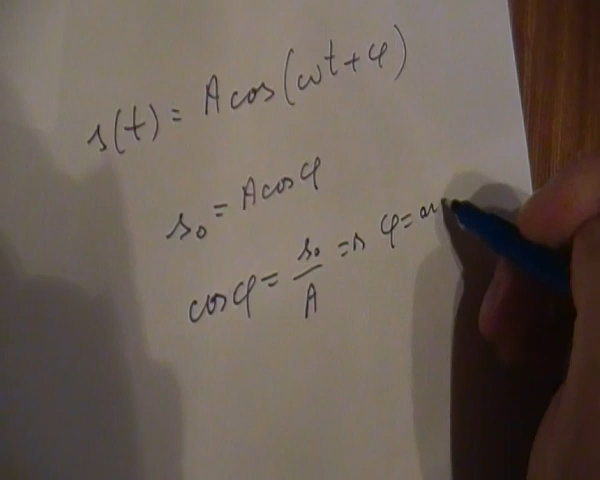 s(t) = A cos(ωt + φ)
s₀ = A cos φ
cos φ = s₀/A => φ = ar